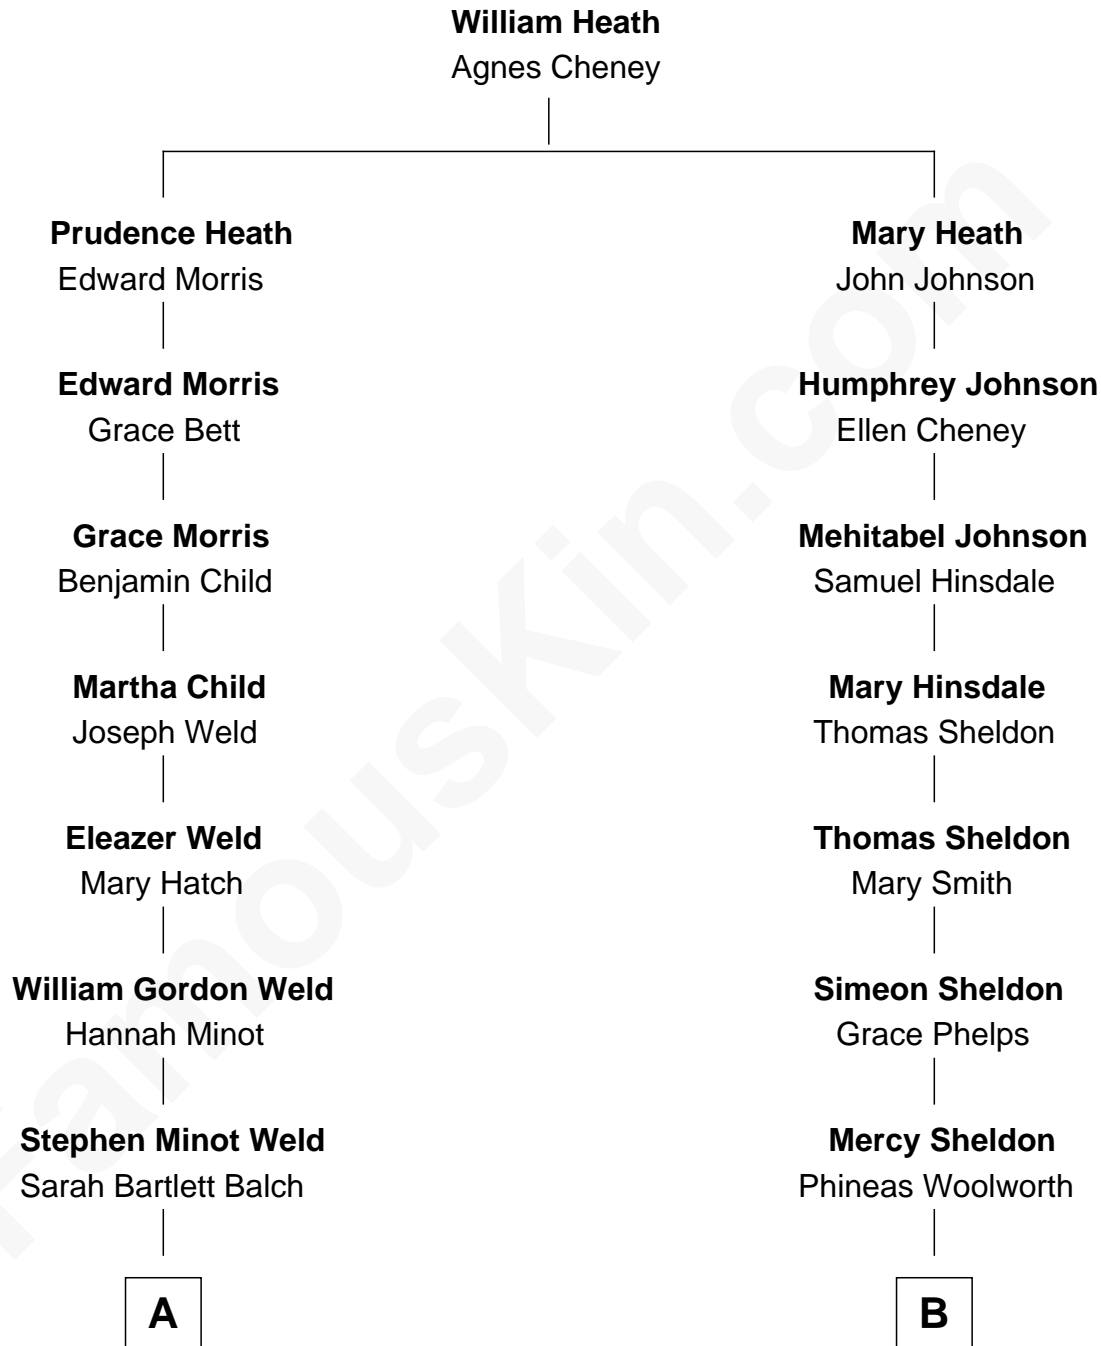 William Heath
Agnes Cheney
Prudence Heath
Edward Morris
Mary Heath
John Johnson
Edward Morris
Grace Bett
Humphrey Johnson
Ellen Cheney
Grace Morris
Benjamin Child
Mehitabel Johnson
Samuel Hinsdale
Martha Child
Joseph Weld
Mary Hinsdale
Thomas Sheldon
Eleazer Weld
Mary Hatch
Thomas Sheldon
Mary Smith
William Gordon Weld
Hannah Minot
Simeon Sheldon
Grace Phelps
Stephen Minot Weld
Sarah Bartlett Balch
Mercy Sheldon
Phineas Woolworth
A
B
FamousKin.com